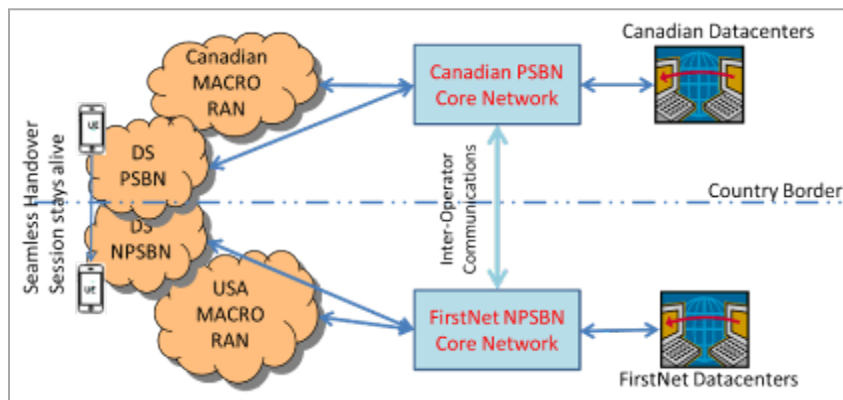 Canadian
MACRO
RAN
Canadian PSBN
Core Network
Canadian Datacenters
UE
DS
PSBN
Seamless Handover
Session stays alive
Inter-Operator
Communications
Country Border
DS
NPSBN
UE
USA
MACRO
RAN
FirstNet NPSBN
Core Network
FirstNet Datacenters